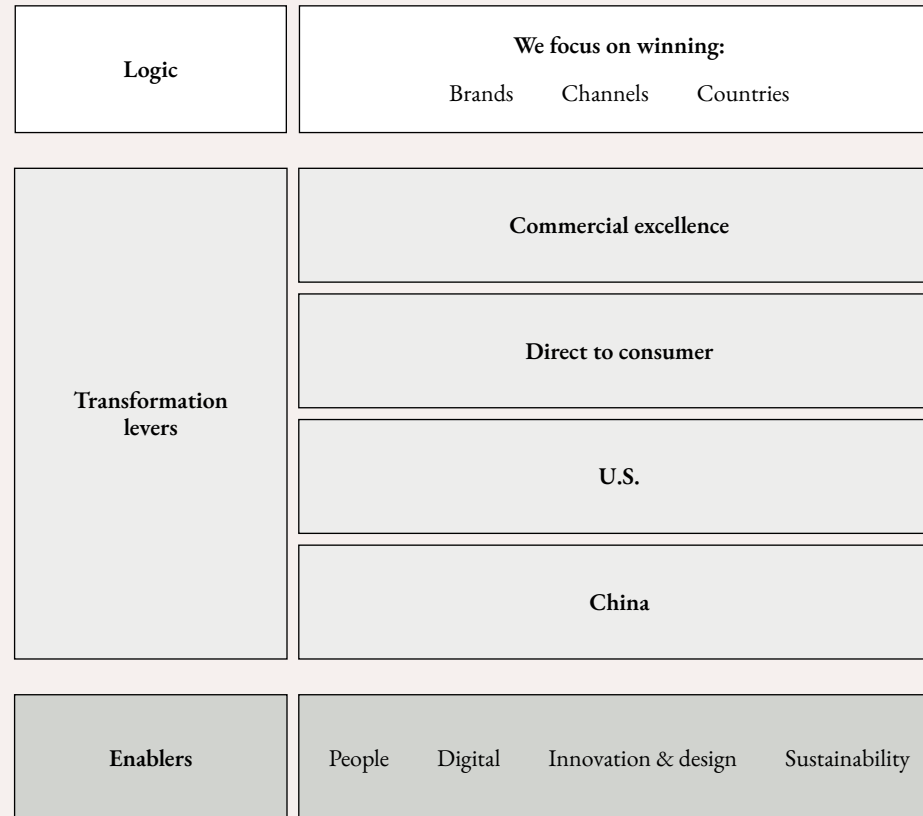 Logic
We focus on winning:
Brands Channels Countries
Transformation
levers
Commercial excellence
Direct to consumer
U.S.
China
Enablers
People Digital Innovation & design Sustainability